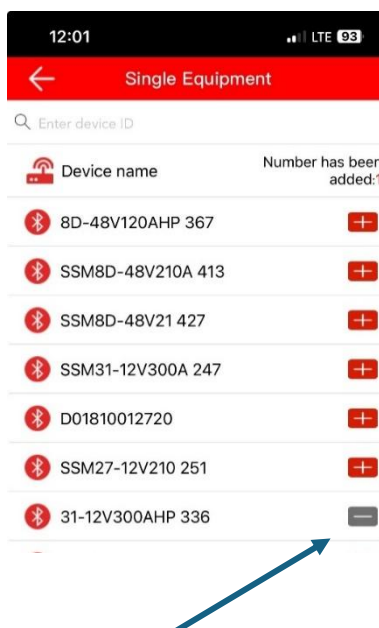 12:01 LTE 93
Single Equipment
Enter device ID
Device name
Number has been
added:1
8D-48V120AHP 367
SSM8D-48V210A 413
SSM8D-48V21 427
SSM31-12V300A 247
D01810012720
SSM27-12V210 251
31-12V300AHP 336